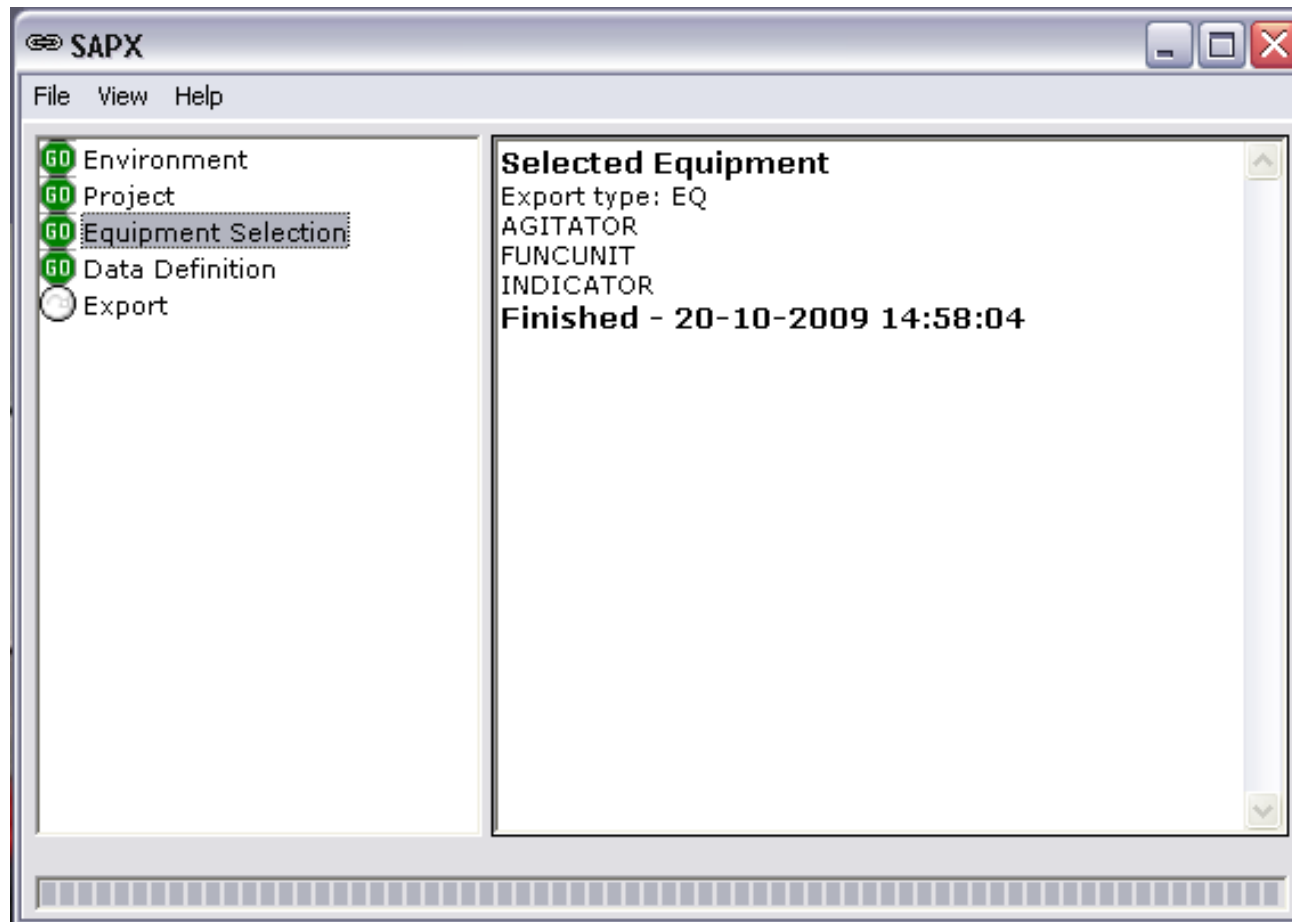 SAPX
File View Help
GO Environment
GO Project
GO Equipment Selection
GO Data Definition
Export
Selected Equipment
Export type: EQ
AGITATOR
FUNCUNIT
INDICATOR
Finished - 20-10-2009 14:58:04